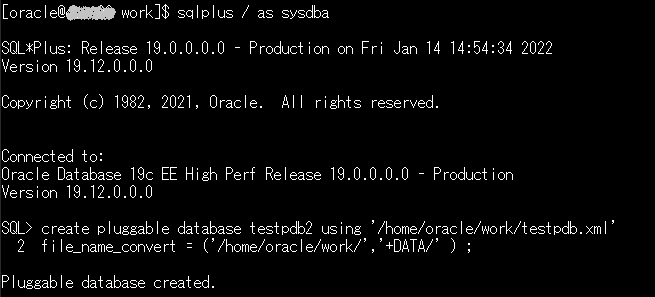 [oracle@ work]$ sqlplus / as sysdba
SQL*Plus: Release 19.0.0.0.0 - Production on Fri Jan 14 14:54:34 2022
Version 19.12.0.0.0
Copyright (c) 1982, 2021, Oracle.  All rights reserved.
Connected to:
Oracle Database 19c EE High Perf Release 19.0.0.0.0 - Production
Version 19.12.0.0.0
SQL> create pluggable database testpdb2 using '/home/oracle/work/testpdb.xml'
  2  file_name_convert = ('/home/oracle/work/','+DATA/' ) ;
Pluggable database created.